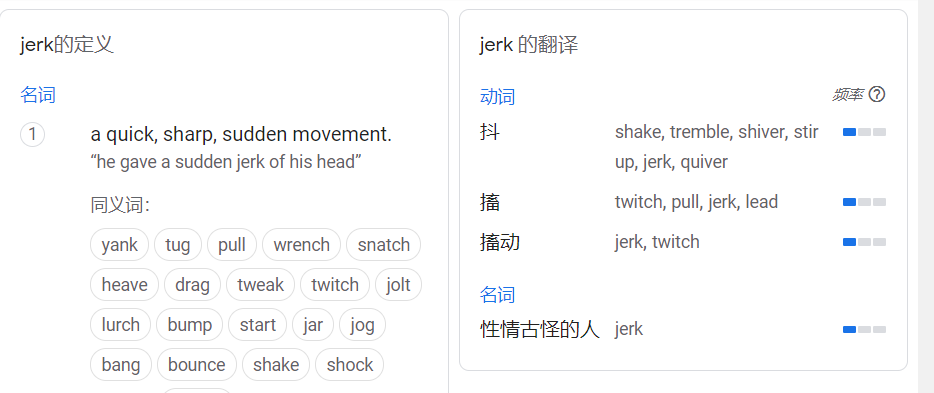 jerk的定义
名词
1
a quick, sharp, sudden movement.
“he gave a sudden jerk of his head”
同义词：
yank tug pull wrench snatch
heave drag tweak twitch jolt
lurch bump start jar jog
bang bounce shake shock
jerk 的翻译
动词 频率
抖 shake, tremble, shiver, stir
up, jerk, quiver
搐 twitch, pull, jerk, lead
搐动 jerk, twitch
名词
性情古怪的人 jerk